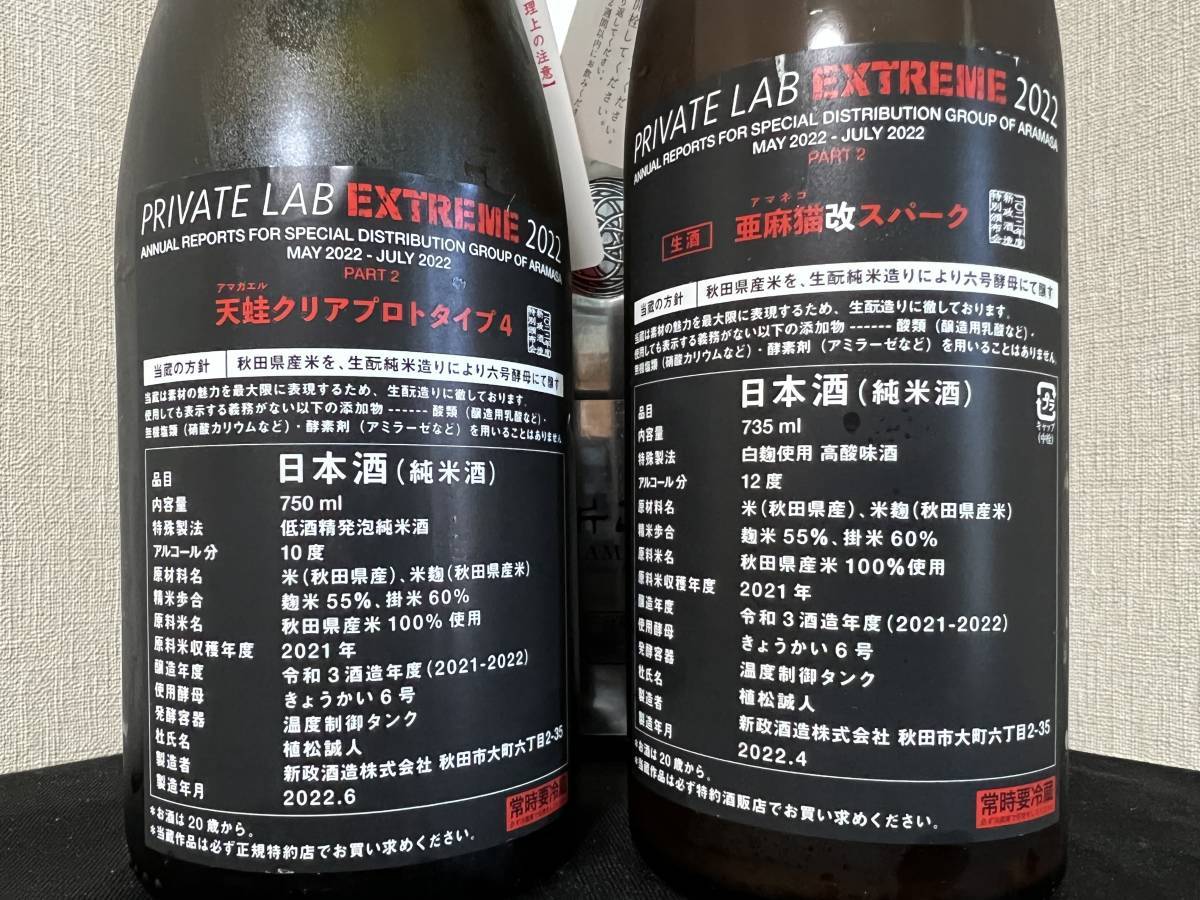 理上の注意】
PRIVATE LAB EXTREME 2022
ANNUAL REPORTS FOR SPECIAL DISTRIBUTION GROUP OF ARAMASA
MAY 2022 - JULY 2022
PART 2
アマガエル
天蛙クリアプロトタイプ4
当蔵の方針
秋田県産米を、生酛純米造りにより六号酵母にて醸す
当蔵は素材の魅力を最大限に表現するため、生酛造りに徹しております。
使用しても表示する義務がない以下の添加物 ------ 酸類（醸造用乳酸など）・
無機塩類（硝酸カリウムなど）・酵素剤（アミラーゼなど）を用いることはありません
品目 日本酒（純米酒）
内容量 750 ml
特殊製法 低酒精発泡純米酒
アルコール分 10度
原材料名 米（秋田県産）、米麹（秋田県産米）
精米歩合 麹米 55%、掛米 60%
原料米名 秋田県産米 100% 使用
原料米収穫年度 2021年
醸造年度 令和3酒造年度(2021-2022)
使用酵母 きょうかい6号
発酵容器 温度制御タンク
杜氏名 植松誠人
製造者 新政酒造株式会社 秋田市大町六丁目2-35
製造年月 2022.6
常時要冷蔵
*お酒は20歳から。
*当蔵作品は必ず正規特約店でお買い求めください。
PRIVATE LAB EXTREME 2022
ANNUAL REPORTS FOR SPECIAL DISTRIBUTION GROUP OF ARAMASA
MAY 2022 - JULY 2022
PART 2
アマネコ
生酒 亜麻猫改スパーク
当蔵の方針
秋田県産米を、生酛純米造りにより六号酵母にて醸す
当蔵は素材の魅力を最大限に表現するため、生酛造りに徹しております。
使用しても表示する義務がない以下の添加物 ------ 酸類（醸造用乳酸など）・
無機塩類（硝酸カリウムなど）・酵素剤（アミラーゼなど）を用いることはありません。
品目 日本酒（純米酒）
内容量 735 ml
特殊製法 白麹使用 高酸味酒
アルコール分 12度
原材料名 米（秋田県産）、米麹（秋田県産米）
精米歩合 麹米 55%、掛米 60%
原料米名 秋田県産米100%使用
原料米収穫年度 2021年
醸造年度 令和3酒造年度(2021-2022)
使用酵母 きょうかい6号
発酵容器 温度制御タンク
杜氏名 植松誠人
製造者 新政酒造株式会社 秋田市大町六丁目2-35
製造年月 2022.4
プラ
キャップ
(中栓)
常時要冷蔵
*お酒は20歳から。
*当蔵作品は必ず特約酒販店でお買い求めください。